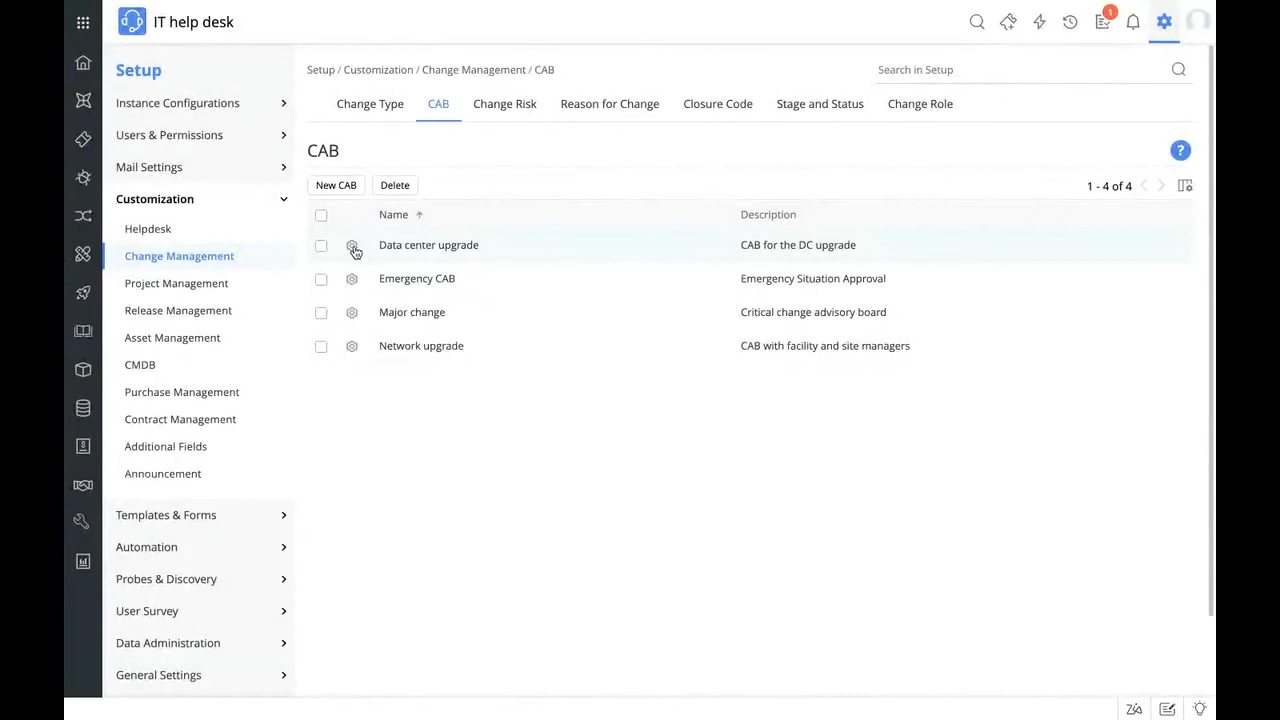 IT help desk
1
Setup
Instance Configurations
Users & Permissions
Mail Settings
Customization
Helpdesk
Change Management
Project Management
Release Management
Asset Management
CMDB
Purchase Management
Contract Management
Additional Fields
Announcement
Templates & Forms
Automation
Probes & Discovery
User Survey
Data Administration
General Settings
Setup / Customization / Change Management / CAB
Search in Setup
Change Type CAB Change Risk Reason for Change Closure Code Stage and Status Change Role
CAB
?
New CAB Delete
1 - 4 of 4
Name Description
Data center upgrade CAB for the DC upgrade
Emergency CAB Emergency Situation Approval
Major change Critical change advisory board
Network upgrade CAB with facility and site managers